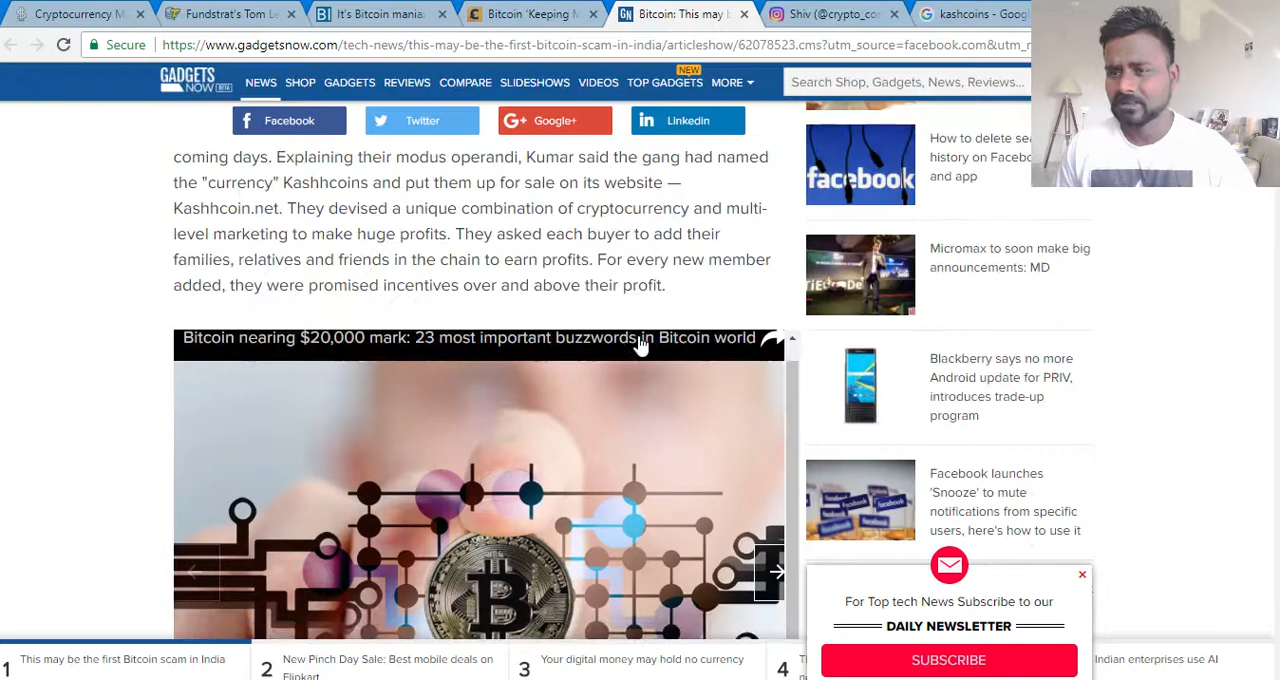 Cryptocurrency M
Fundstrat's Tom Le
It's Bitcoin mania:
Bitcoin 'Keeping M
Bitcoin: This may b
Shiv (@crypto_con
kashcoins - Googl
Secure
https://www.gadgetsnow.com/tech-news/this-may-be-the-first-bitcoin-scam-in-india/articleshow/62078523.cms?utm_source=facebook.com&utm_n
GADGETS NOW BETA
NEWS SHOP GADGETS REVIEWS COMPARE SLIDESHOWS VIDEOS TOP GADGETS MORE
NEW
Search Shop, Gadgets, News, Reviews...
Facebook Twitter Google+ Linkedin
coming days. Explaining their modus operandi, Kumar said the gang had named
the "currency" Kashhcoins and put them up for sale on its website —
Kashhcoin.net. They devised a unique combination of cryptocurrency and multi-
level marketing to make huge profits. They asked each buyer to add their
families, relatives and friends in the chain to earn profits. For every new member
added, they were promised incentives over and above their profit.
Bitcoin nearing $20,000 mark: 23 most important buzzwords in Bitcoin world
facebook
How to delete sea
history on Facebo
and app
Micromax to soon make big
announcements: MD
Blackberry says no more
Android update for PRIV,
introduces trade-up
program
Facebook launches
'Snooze' to mute
notifications from specific
users, here's how to use it
For Top tech News Subscribe to our
DAILY NEWSLETTER
SUBSCRIBE
1 This may be the first Bitcoin scam in India
2 New Pinch Day Sale: Best mobile deals on
Flipkart
3 Your digital money may hold no currency
4
Indian enterprises use AI